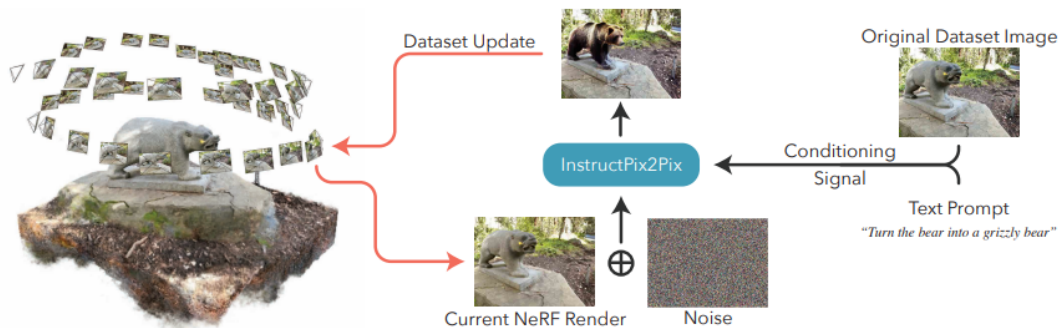 Dataset Update
Original Dataset Image
InstructPix2Pix
Conditioning
Signal
Text Prompt
“Turn the bear into a grizzly bear”
Current NeRF Render
Noise